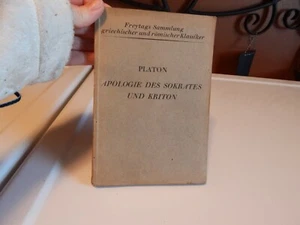 Freytags Sammlung
griechischer und römischer Klassiker
PLATON
APOLOGIE DES SOKRATES
UND KRITON